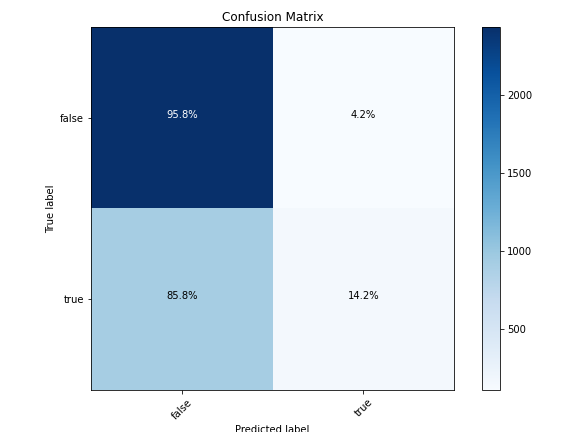 Confusion Matrix
false
95.8%
4.2%
true
85.8%
14.2%
True label
false
true
Predicted label
2000
1500
1000
500